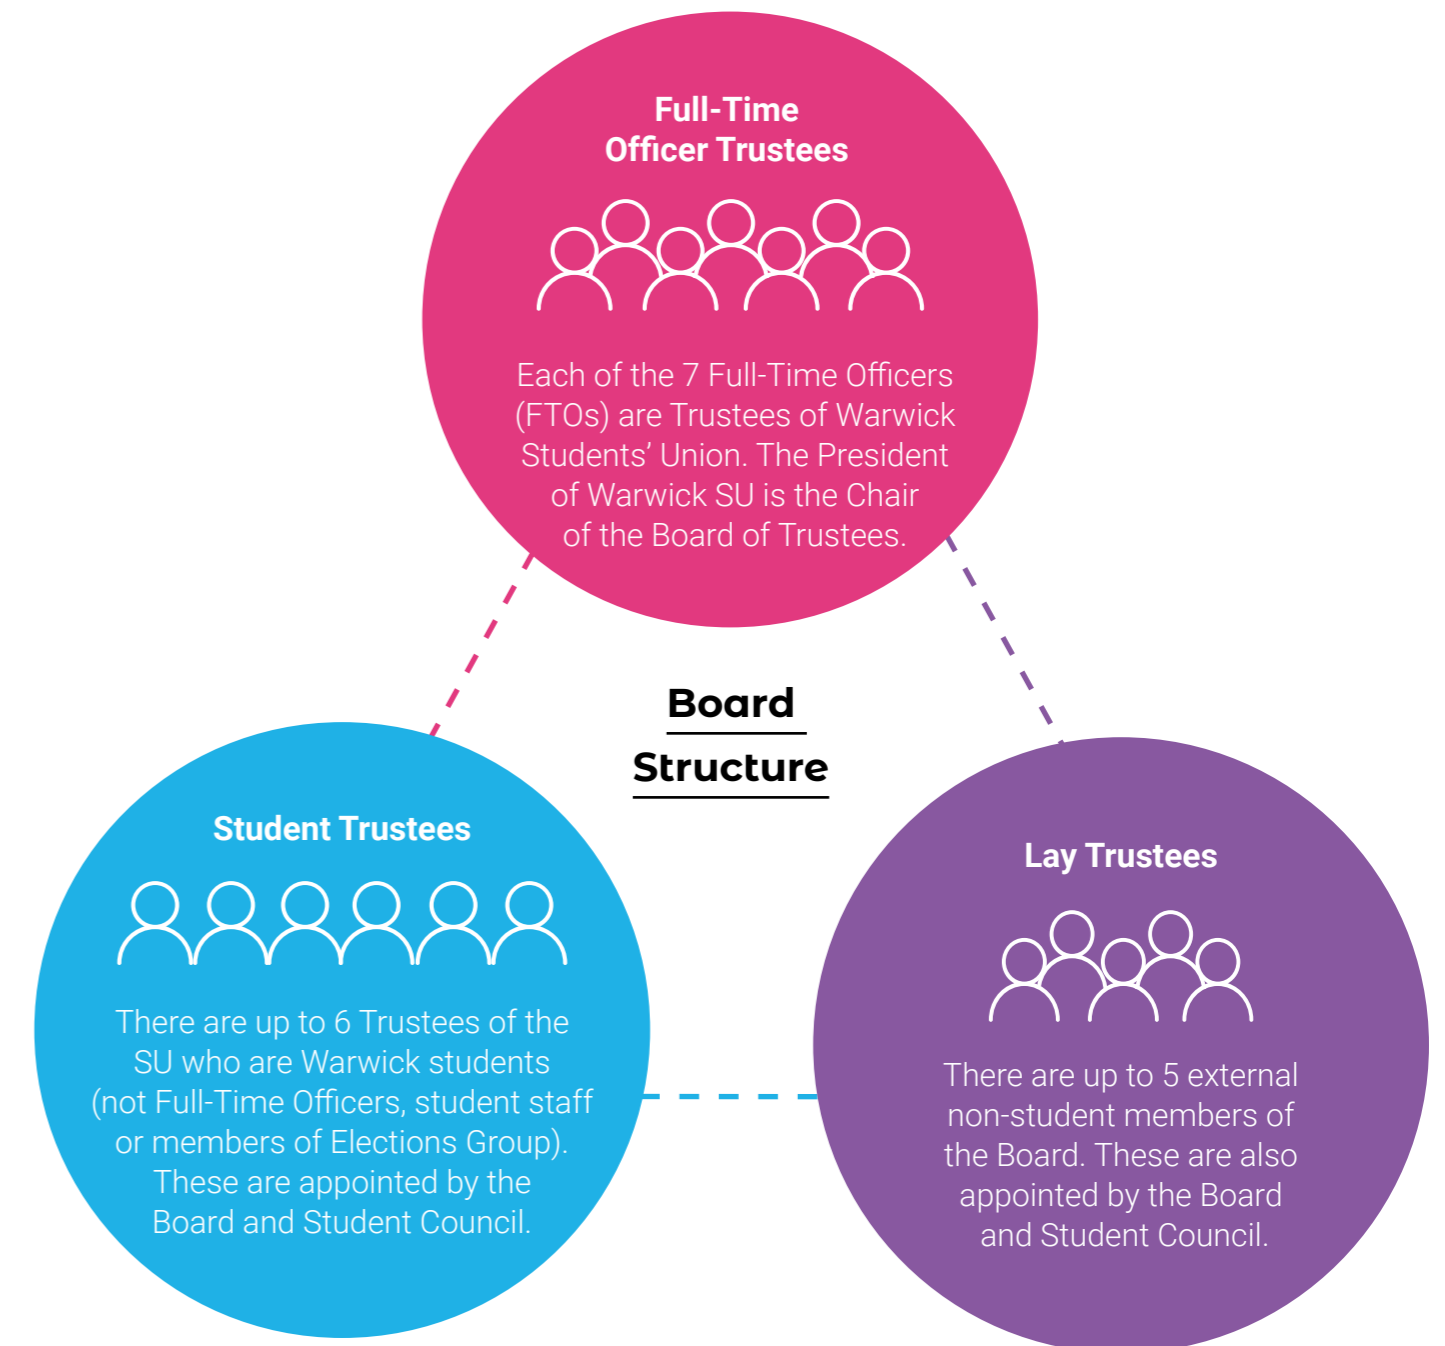 Full-Time
Officer Trustees
Each of the 7 Full-Time Officers
(FTOs) are Trustees of Warwick
Students’ Union. The President
of Warwick SU is the Chair
of the Board of Trustees.
Board
Structure
Student Trustees
There are up to 6 Trustees of the
SU who are Warwick students
(not Full-Time Officers, student staff
or members of Elections Group).
These are appointed by the
Board and Student Council.
Lay Trustees
There are up to 5 external
non-student members of
the Board. These are also
appointed by the Board
and Student Council.